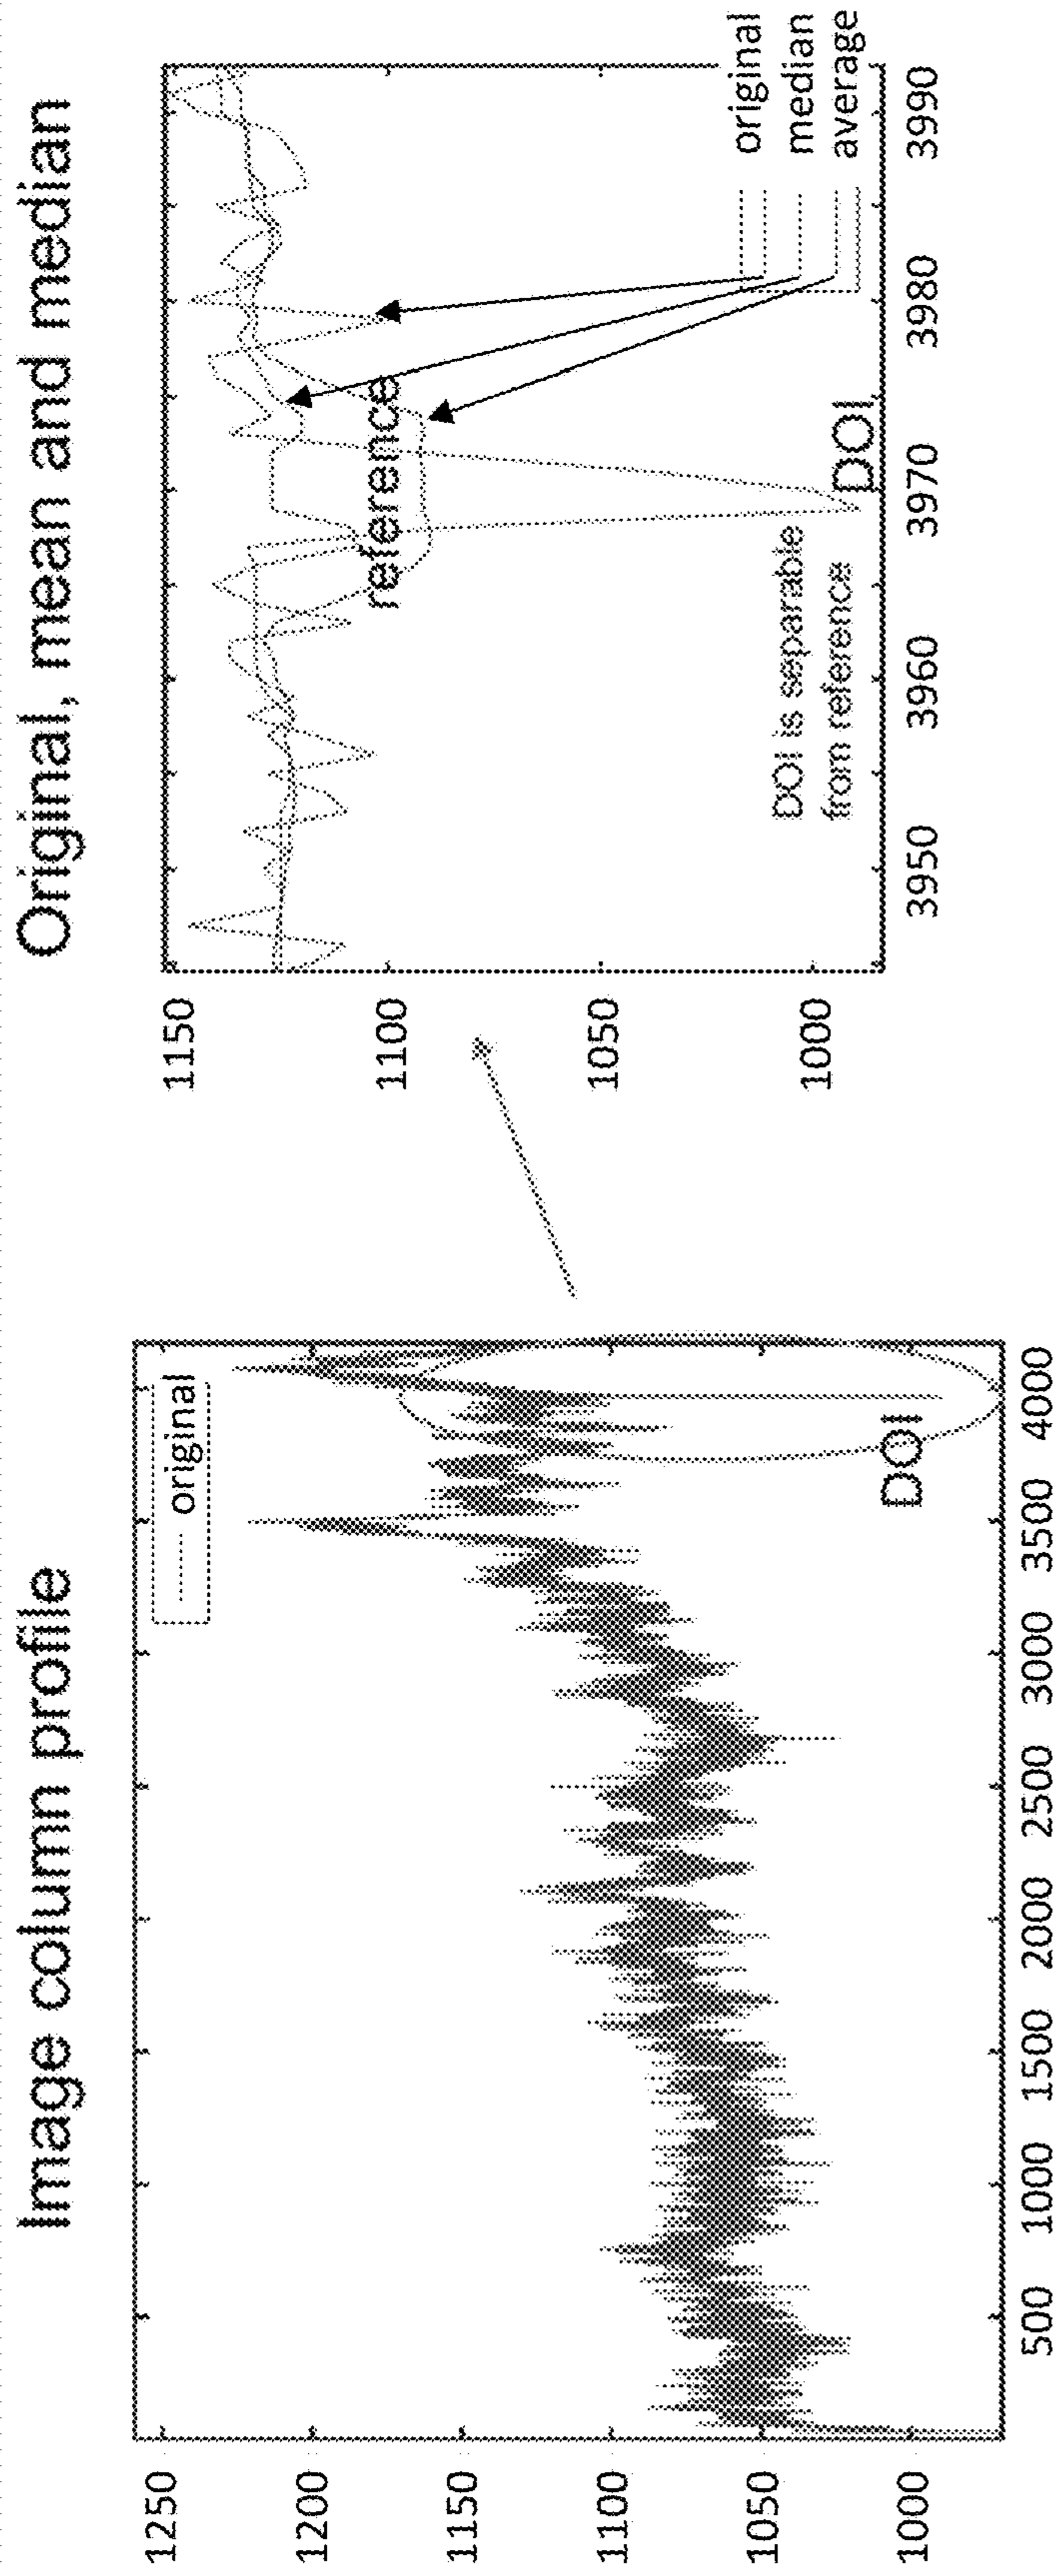 Image column profile
1250
1200
1150
1100
1050
1000
original
DOI
500
1000
1500
2000
2500
3000
3500
4000
Original, mean and median
1150
1100
1050
1000
reference
DOI is separable
from reference
DOI
original
median
average
3950
3960
3970
3980
3990